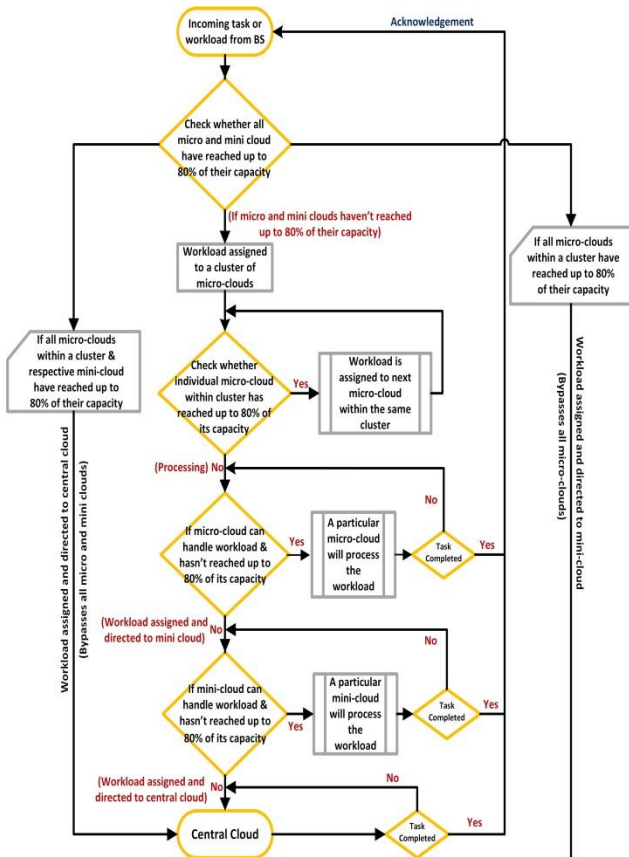 Incoming task or
workload from BS
Acknowledgement
Check whether all
micro and mini cloud
have reached up to
80% of their capacity
(If micro and mini clouds haven't reached
up to 80% of their capacity)
Workload assigned
to a cluster of
micro-clouds
If all micro-clouds
within a cluster have
reached up to 80%
of their capacity
If all micro-clouds
within a cluster &
respective mini-cloud
have reached up to
80% of their capacity
Check whether
individual micro-cloud
within cluster has
reached up to 80% of
its capacity
Yes
Workload is
assigned to next
micro-cloud
within the same
cluster
(Processing) No
No
If micro-cloud can
handle workload &
hasn't reached up to
80% of its capacity
Yes
A particular
micro-cloud
will process
the workload
Task
Completed
Yes
(Workload assigned and
directed to mini cloud)
No
No
If mini-cloud can
handle workload &
hasn't reached up to
80% of its capacity
Yes
A particular
mini-cloud
will process
the
workload
Task
Completed
Yes
(Workload assigned and
directed to central cloud)
No
No
Central Cloud
Task
Completed
Yes
Workload assigned and directed to central cloud
(Bypasses all micro and mini clouds)
Workload assigned and directed to mini-cloud
(Bypasses all micro-clouds)